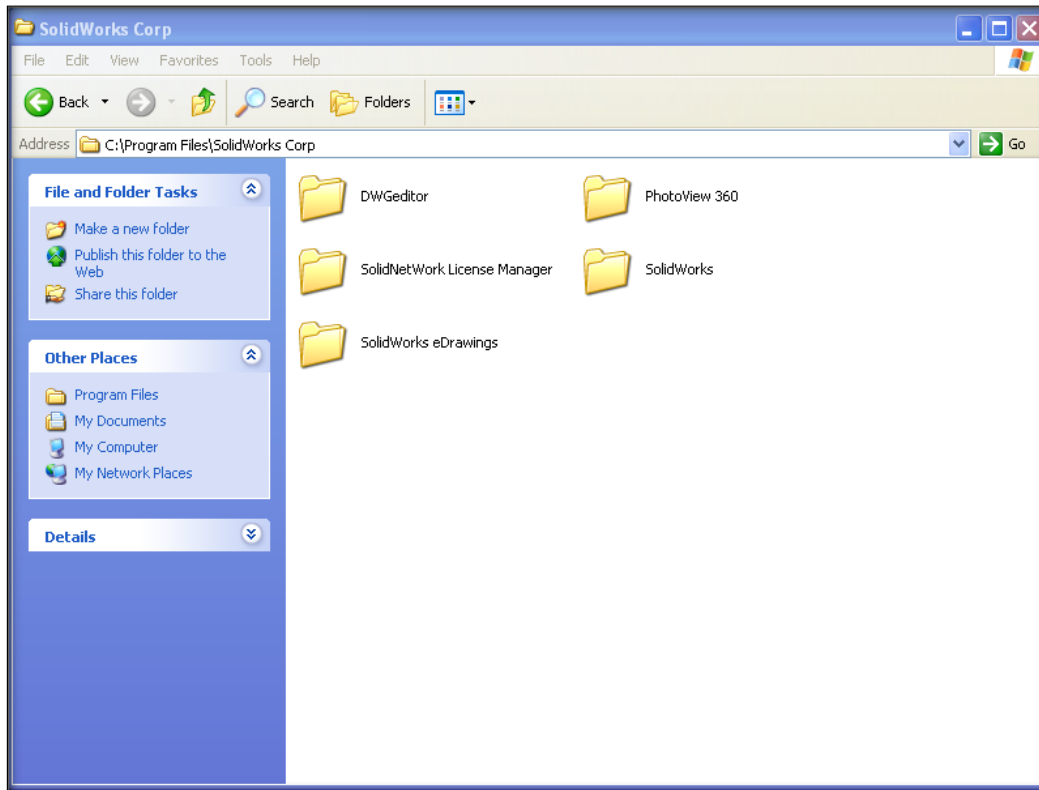 SolidWorks Corp
File Edit View Favorites Tools Help
Back Search Folders
Address C:\Program Files\SolidWorks Corp Go
File and Folder Tasks
Make a new folder
Publish this folder to the
Web
Share this folder
Other Places
Program Files
My Documents
My Computer
My Network Places
Details
DWGeditor PhotoView 360
SolidNetWork License Manager SolidWorks
SolidWorks eDrawings